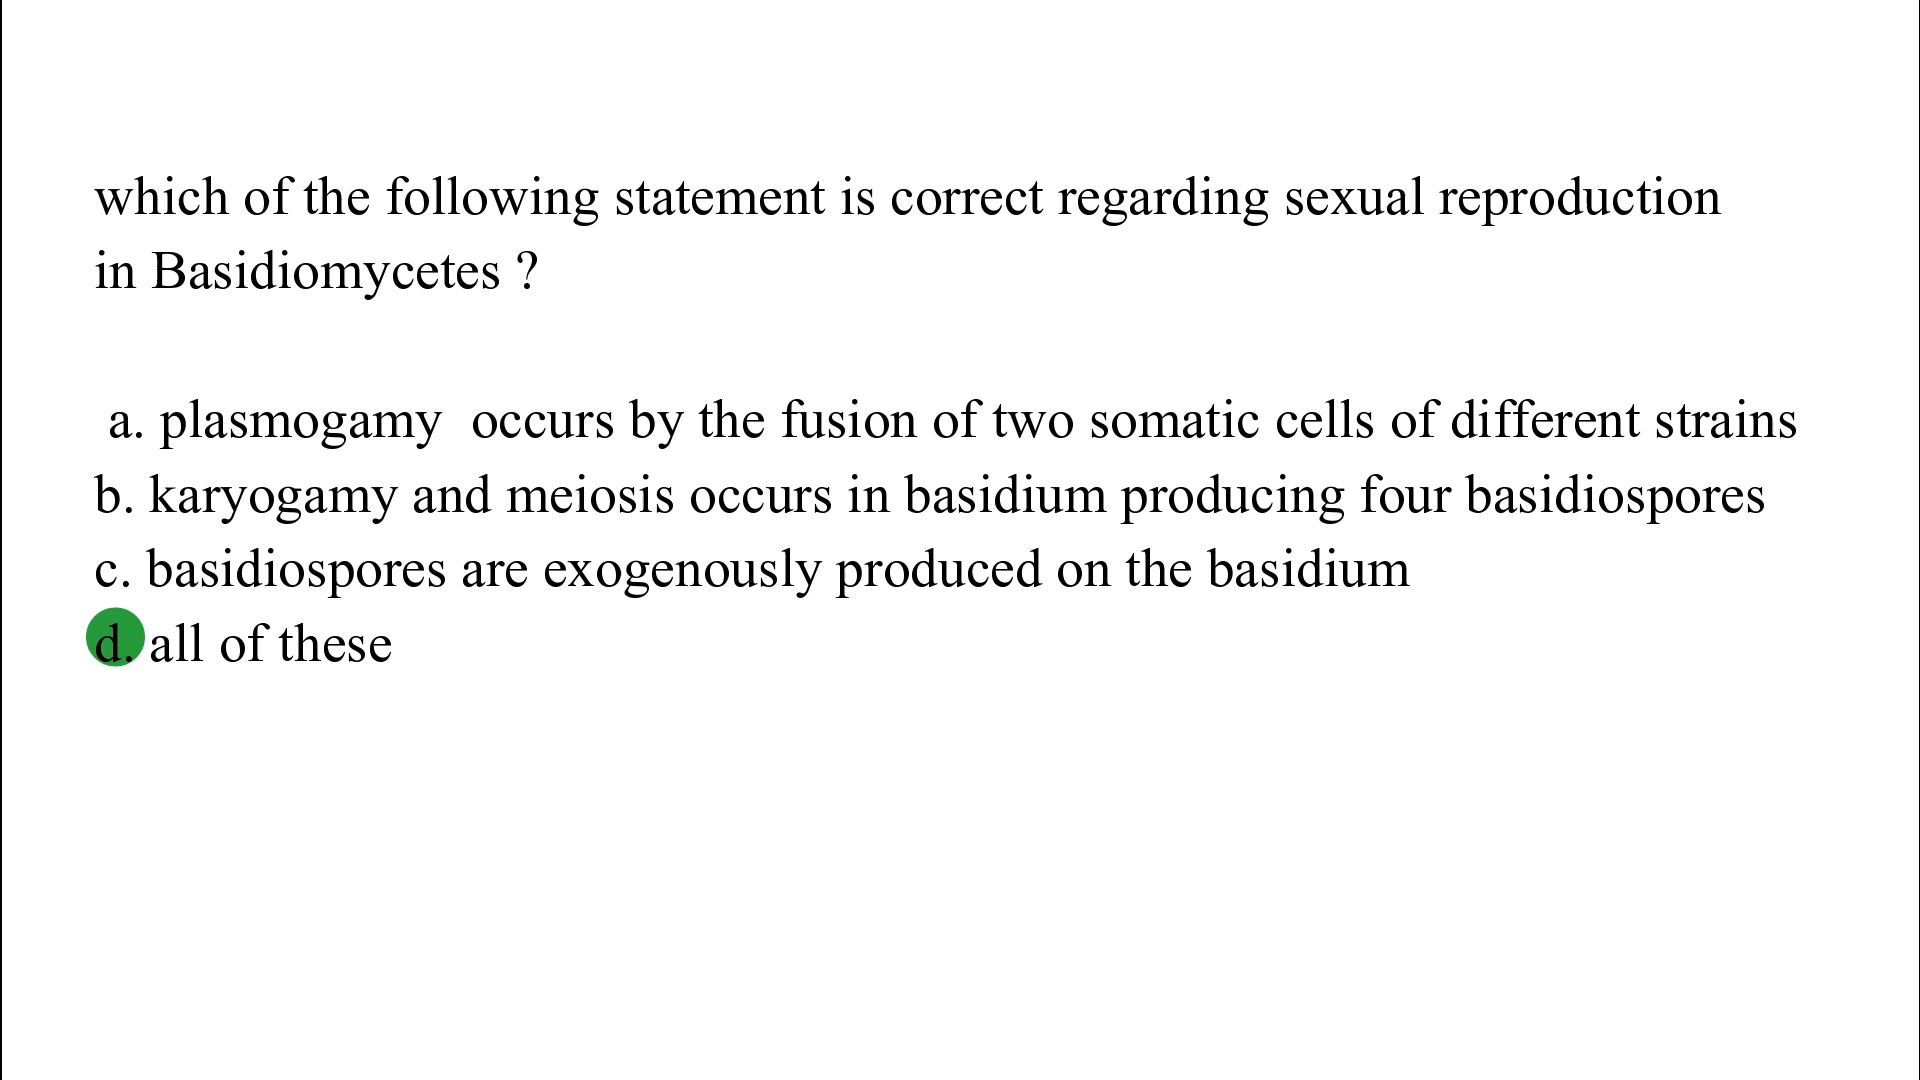 which of the following statement is correct regarding sexual reproduction
in Basidiomycetes ?
a. plasmogamy  occurs by the fusion of two somatic cells of different strains
b. karyogamy and meiosis occurs in basidium producing four basidiospores
c. basidiospores are exogenously produced on the basidium
d. all of these